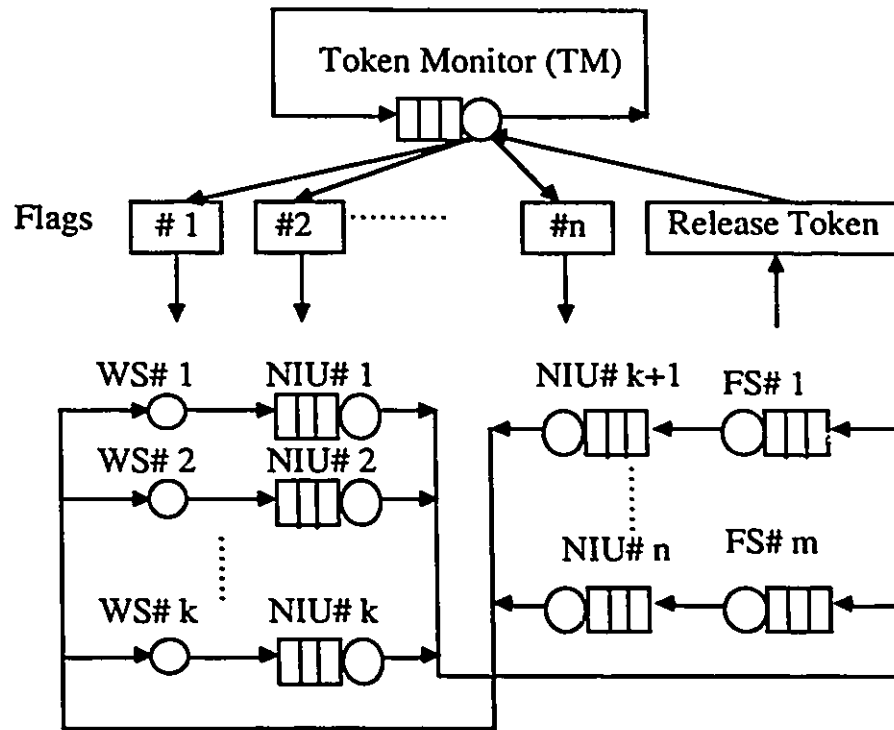 Token Monitor (TM)
Flags # 1 #2 #n Release Token
WS# 1 NIU# 1 NIU# k+1 FS# 1
WS# 2 NIU# 2
NIU# n FS# m
WS# k NIU# k